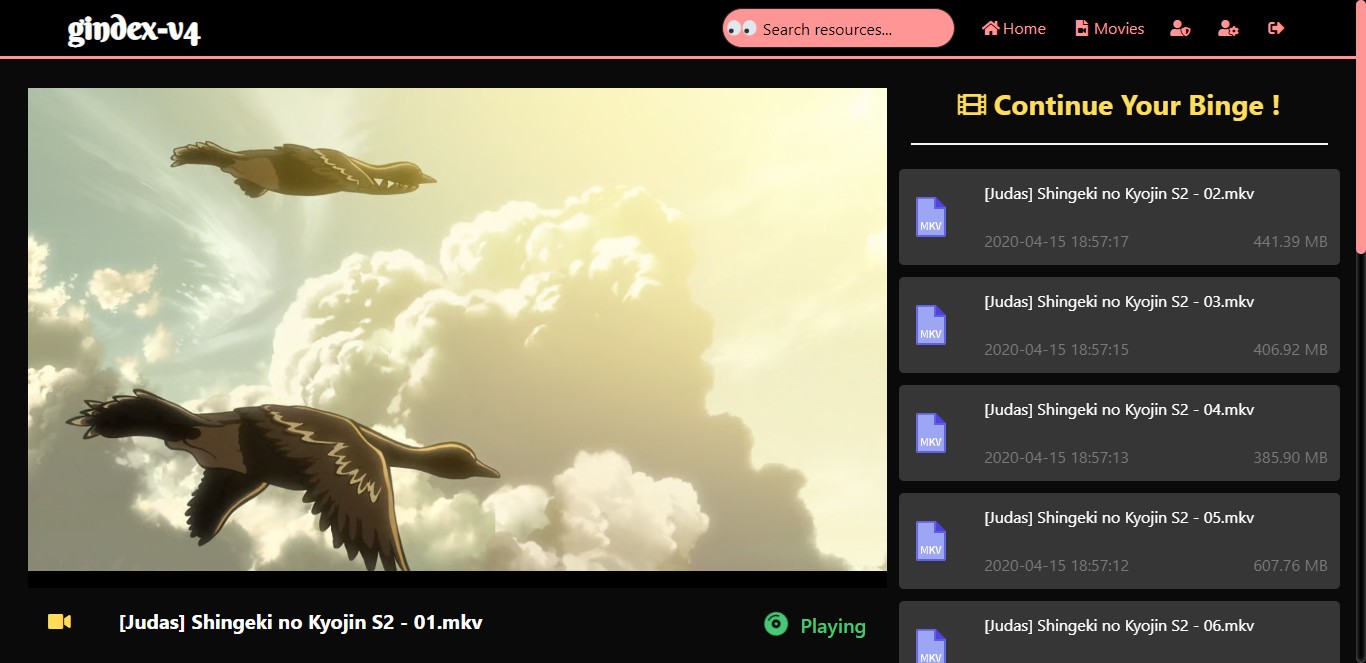 gindex-v4
Search resources...
Home
Movies
Continue Your Binge !
[Judas] Shingeki no Kyojin S2 - 02.mkv
MKV
2020-04-15 18:57:17 441.39 MB
[Judas] Shingeki no Kyojin S2 - 03.mkv
MKV
2020-04-15 18:57:15 406.92 MB
[Judas] Shingeki no Kyojin S2 - 04.mkv
MKV
2020-04-15 18:57:13 385.90 MB
[Judas] Shingeki no Kyojin S2 - 05.mkv
MKV
2020-04-15 18:57:12 607.76 MB
[Judas] Shingeki no Kyojin S2 - 06.mkv
MKV
[Judas] Shingeki no Kyojin S2 - 01.mkv
Playing